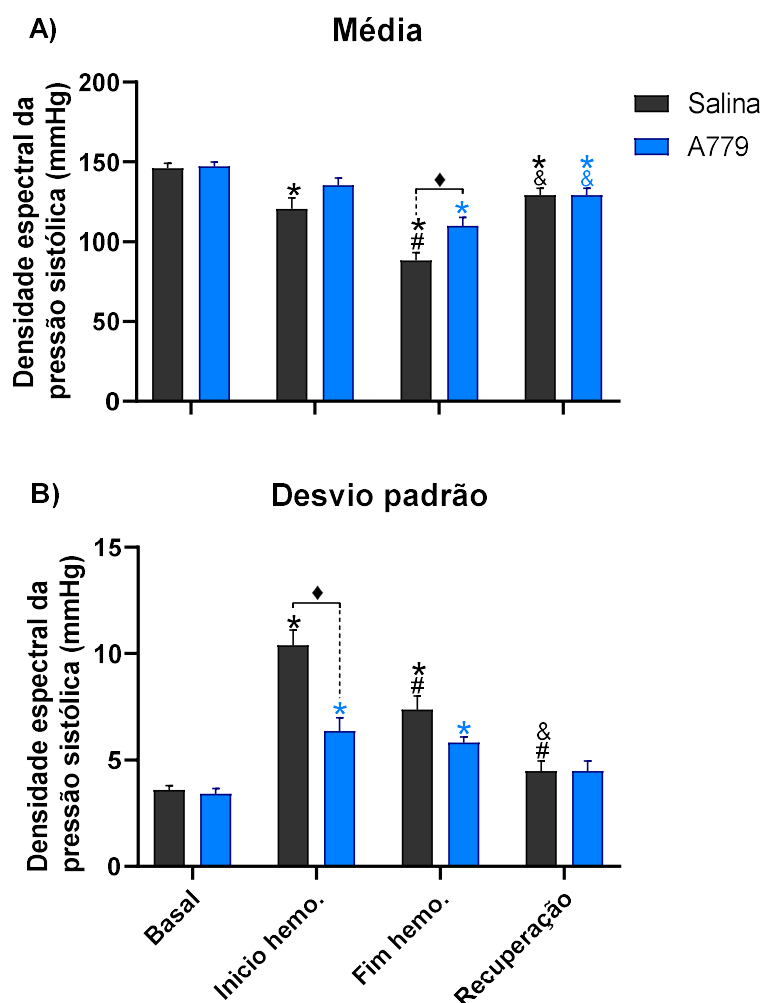 A)
Média
Densidade espectral da
pressão sistólica (mmHg)
200
150
100
50
0
*
*
#
♦
*
*
&
*
&
Salina
A779
B)
Desvio padrão
Densidade espectral da
pressão sistólica (mmHg)
15
10
5
0
*
♦
*
*
#
*
&
#
Basal
Inicio hemo.
Fim hemo.
Recuperação